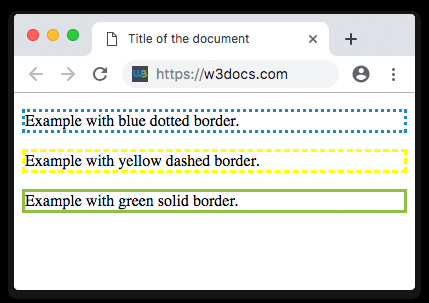 Title of the document
w3 https://w3docs.com
Example with blue dotted border.
Example with yellow dashed border.
Example with green solid border.